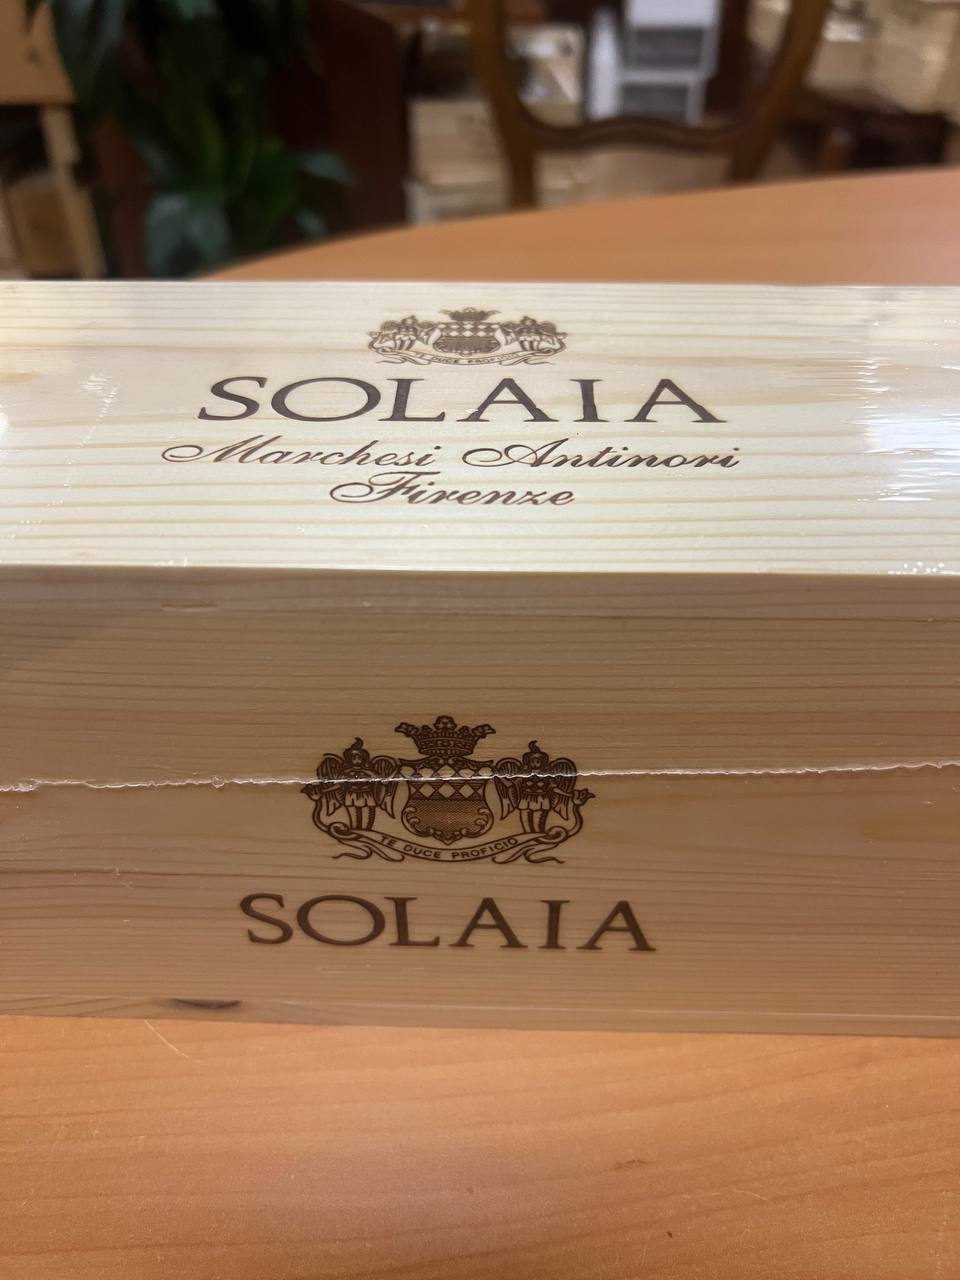 TE DUCE PROFICIO
SOLAIA
Marchesi Antinori
Firenze
TE DUCE PROFICIO
SOLAIA